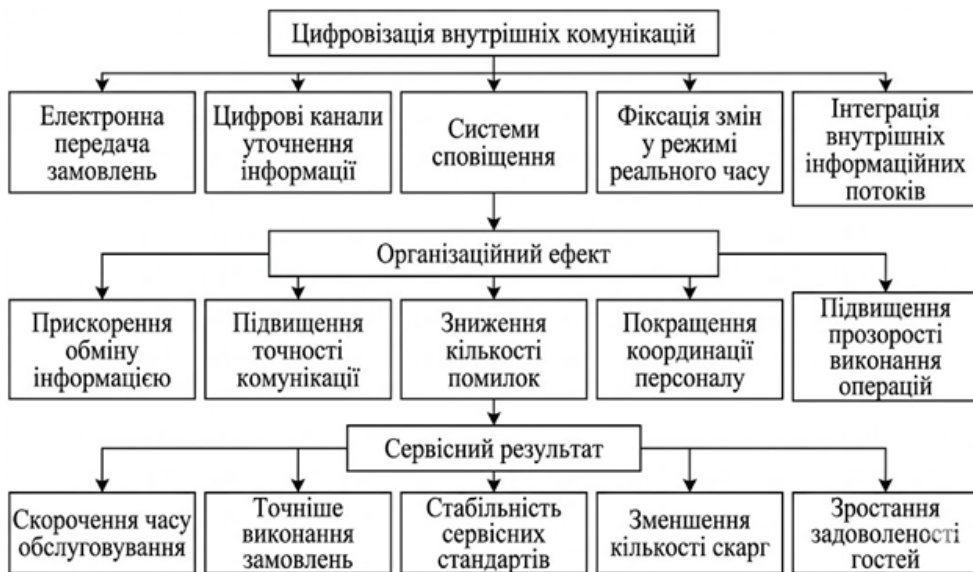 Цифровізація внутрішніх комунікацій
Електронна
передача
замовлень
Цифрові канали
уточнення
інформації
Системи
сповіщення
Фіксація змін
у режимі
реального часу
Інтеграція
внутрішніх
інформаційних
потоків
Організаційний ефект
Прискорення
обміну
інформацією
Підвищення
точності
комунікації
Зниження
кількості
помилок
Покращення
координації
персоналу
Підвищення
прозорості
виконання
операцій
Сервісний результат
Скорочення часу
обслуговування
Точніше
виконання
замовлень
Стабільність
сервісних
стандартів
Зменшення
кількості скарг
Зростання
задоволеності
гостей